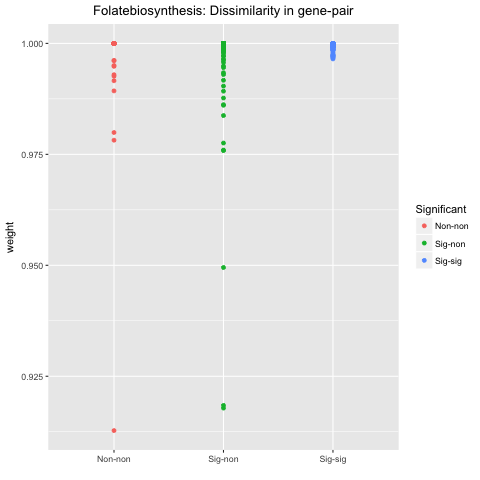 Folatebiosynthesis: Dissimilarity in gene-pair
1.000
0.975
0.950
0.925
weight
Non-non
Sig-non
Sig-sig
Significant
Non-non
Sig-non
Sig-sig